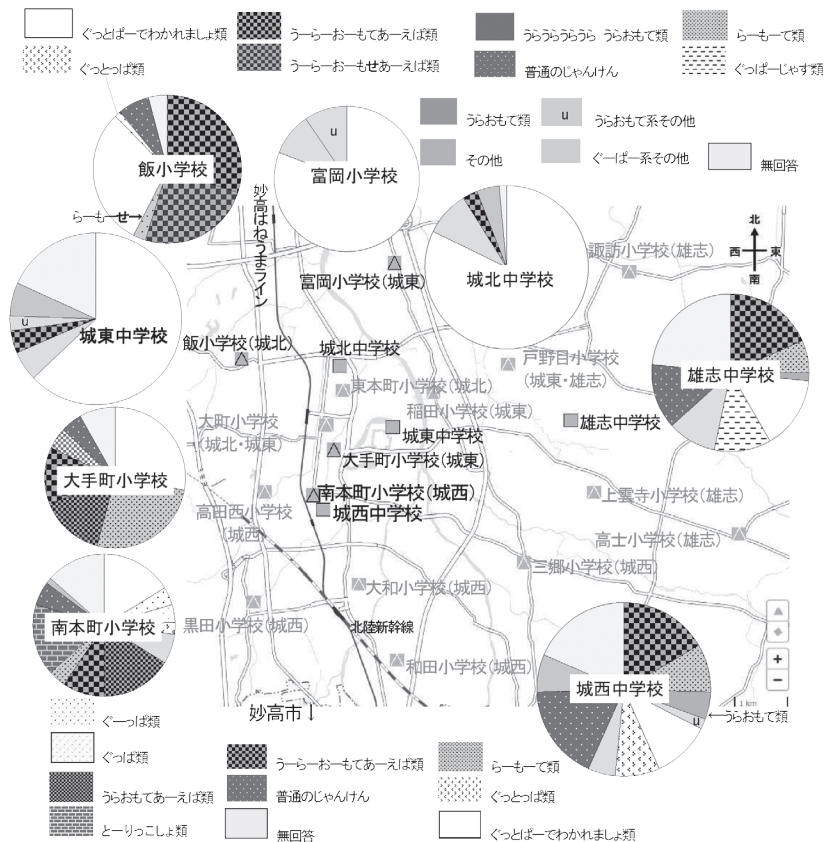 ぐっとぱーでわかれましょ類
うーらーおーもてあーえば類
うらうらうらうら うらおもて類
らーもーて類
ぐっとっぱ類
うーらーおーもせあーえば類
普通のじゃんけん
ぐっぱーじゃす類
うらおもて類
u
うらおもて系その他
その他
ぐーぱー系その他
無回答
飯小学校
らーもーせ→
u
富岡小学校
妙高はねうまライン
城北中学校
諏訪小学校(雄志)
北
西 東
南
富岡小学校(城東)
城東中学校
u
飯小学校(城北)
城北中学校
戸野目小学校
(城東・雄志)
雄志中学校
東本町小学校(城北)
稲田小学校(城東)
大町小学校
(城北・城東)
城東中学校
雄志中学校
大手町小学校(城東)
大手町小学校
南本町小学校(城西)
城西中学校
高田西小学校
(城西)
上雲寺小学校(雄志)
高士小学校(雄志)
三郷小学校(城西)
大和小学校(城西)
黒田小学校(城西)
北陸新幹線
南本町小学校
和田小学校(城西)
城西中学校
u
←うらおもて類
+
−
1 km
妙高市↓
ぐーっぱ類
ぐっぱ類
うらおもてあーえば類
とーりっこしょ類
うーらーおーもてあーえば類
普通のじゃんけん
無回答
らーもーて類
ぐっとっぱ類
ぐっとぱーでわかれましょ類